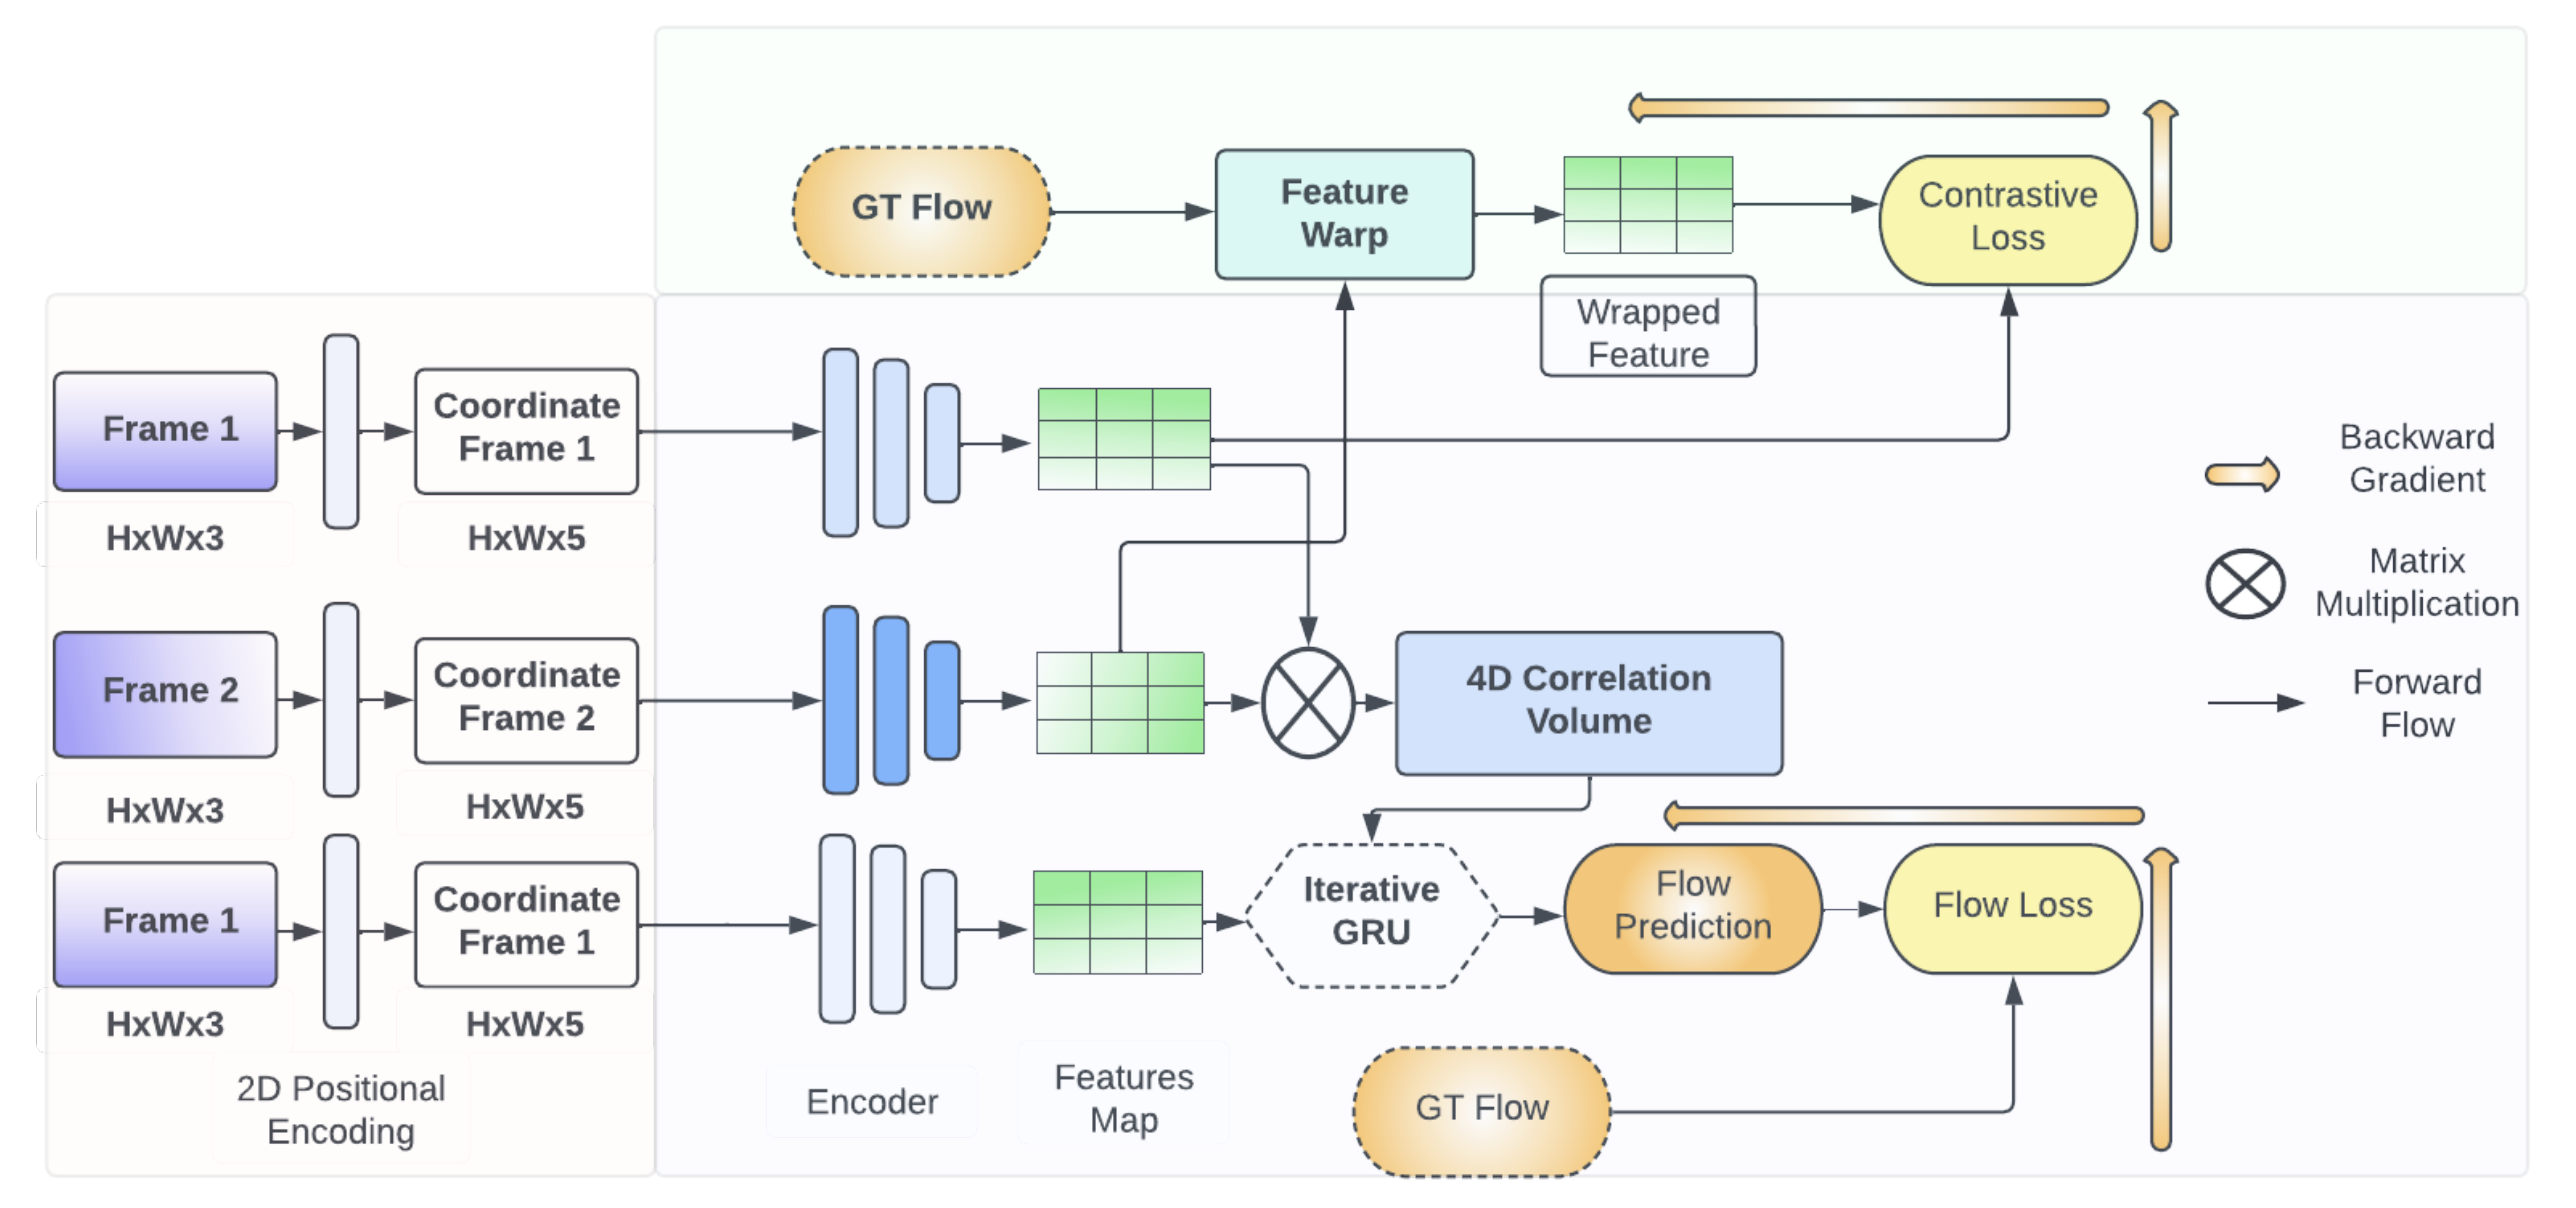 GT Flow
Feature
Warp
Contrastive
Loss
Wrapped
Feature
Frame 1
Coordinate
Frame 1
HxWx3
HxWx5
Backward
Gradient
Matrix
Multiplication
Forward
Flow
Frame 2
Coordinate
Frame 2
HxWx3
HxWx5
4D Correlation
Volume
Frame 1
Coordinate
Frame 1
HxWx3
HxWx5
Iterative
GRU
Flow
Prediction
Flow Loss
2D Positional
Encoding
Encoder
Features
Map
GT Flow